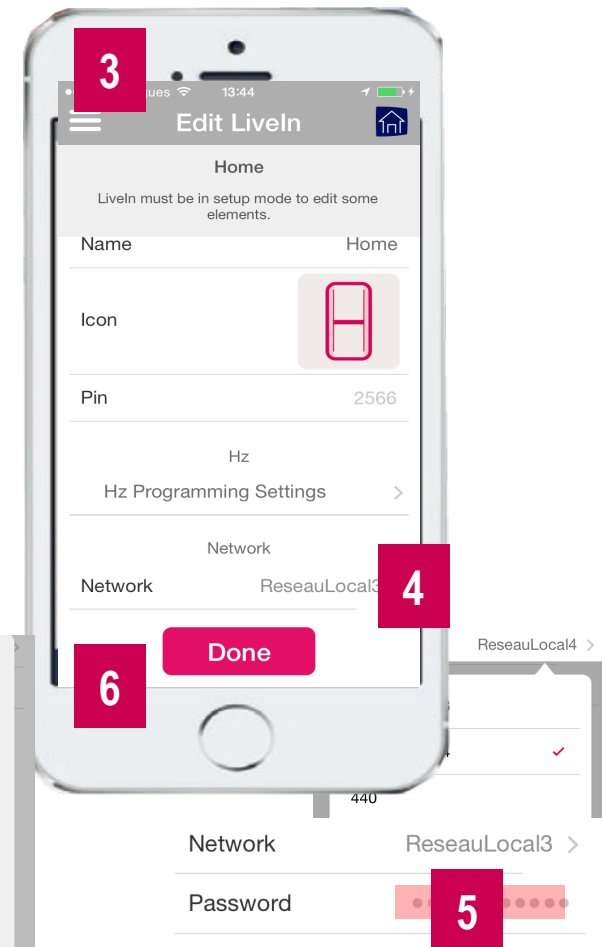 3
13:44
Edit LiveIn
Home
LiveIn must be in setup mode to edit some
elements.
Name Home
Icon
Pin 2566
Hz
Hz Programming Settings
Network
Network ReseauLocal3
4
Done
6
ReseauLocal4
440
Network ReseauLocal3
Password
5